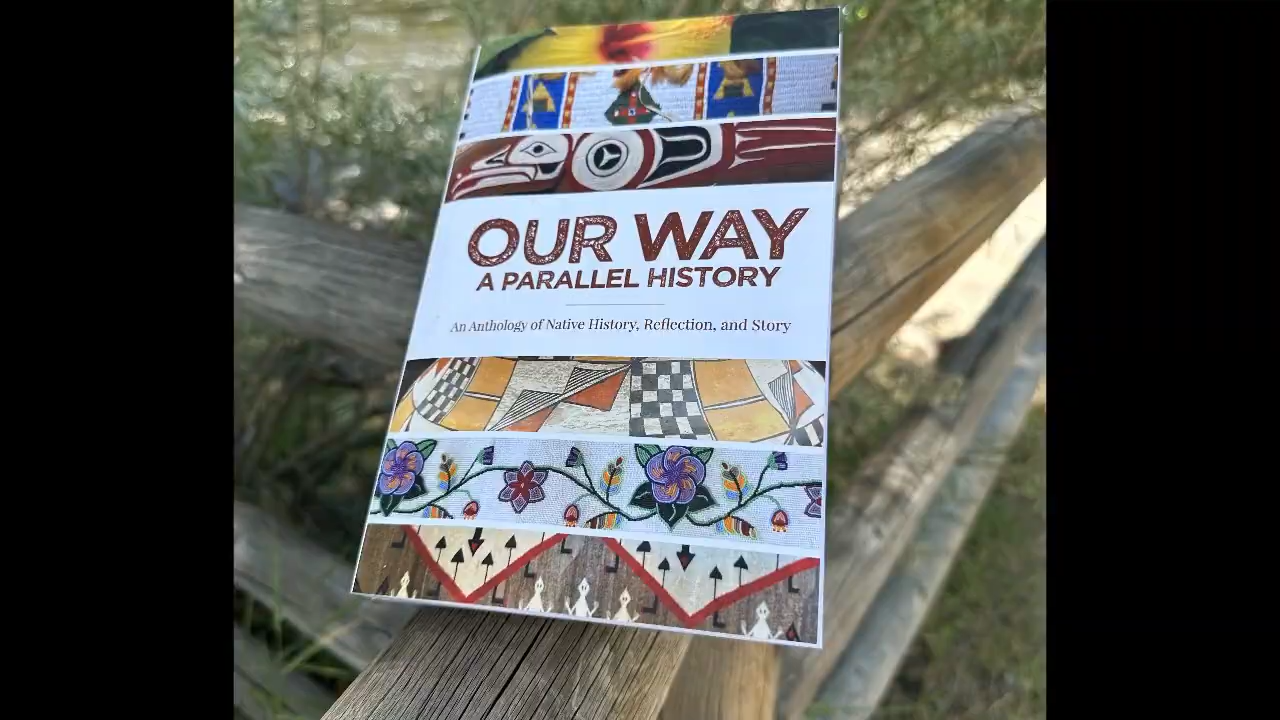 OUR WAY
A PARALLEL HISTORY
An Anthology of Native History, Reflection, and Story